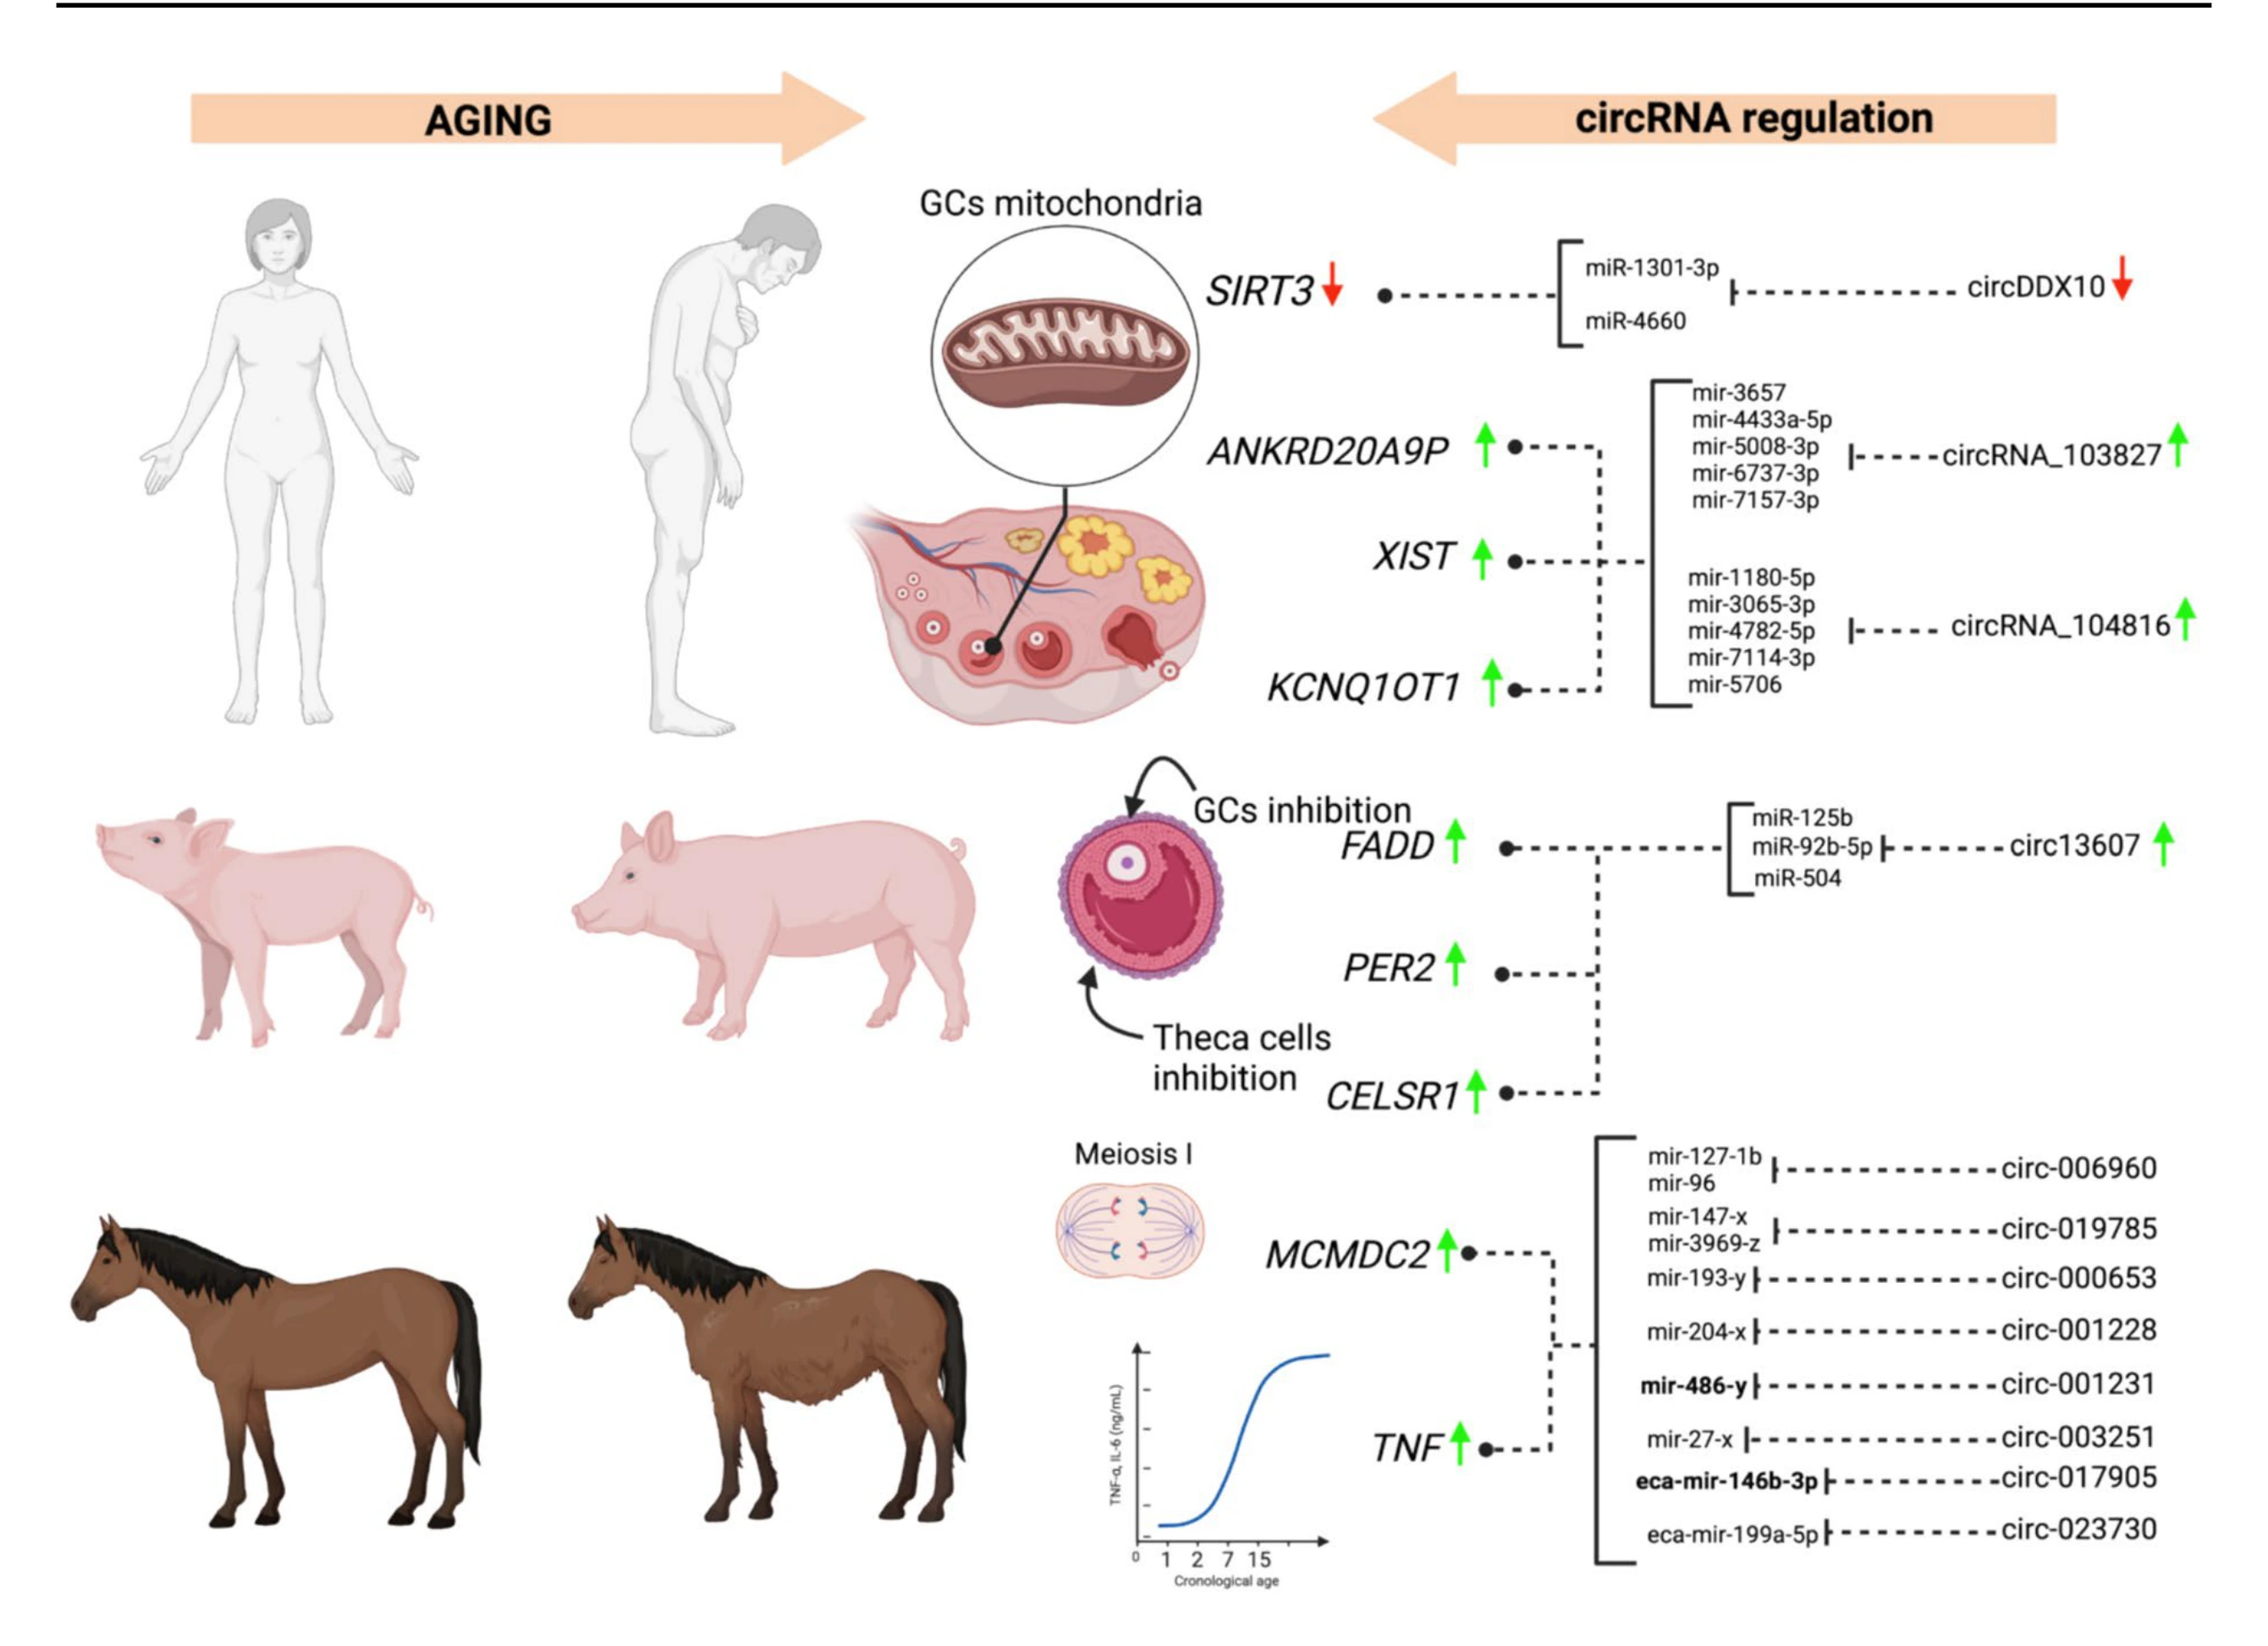 AGING
circRNA regulation
GCs mitochondria
SIRT3
miR-1301-3p
miR-4660
circDDX10
ANKRD20A9P
XIST
KCNQ1OT1
mir-3657
mir-4433a-5p
mir-5008-3p
mir-6737-3p
mir-7157-3p
circRNA_103827
mir-1180-5p
mir-3065-3p
mir-4782-5p
mir-7114-3p
mir-5706
circRNA_104816
GCs inhibition
FADD
PER2
CELSR1
Theca cells
inhibition
miR-125b
miR-92b-5p
miR-504
circ13607
Meiosis I
MCMDC2
TNF
mir-127-1b
mir-96
circ-006960
mir-147-x
mir-3969-z
circ-019785
mir-193-y
circ-000653
mir-204-x
circ-001228
mir-486-y
circ-001231
mir-27-x
circ-003251
eca-mir-146b-3p
circ-017905
eca-mir-199a-5p
circ-023730
TNF-α, IL-6 (ng/mL)
0 1 2 7 15
Cronological age